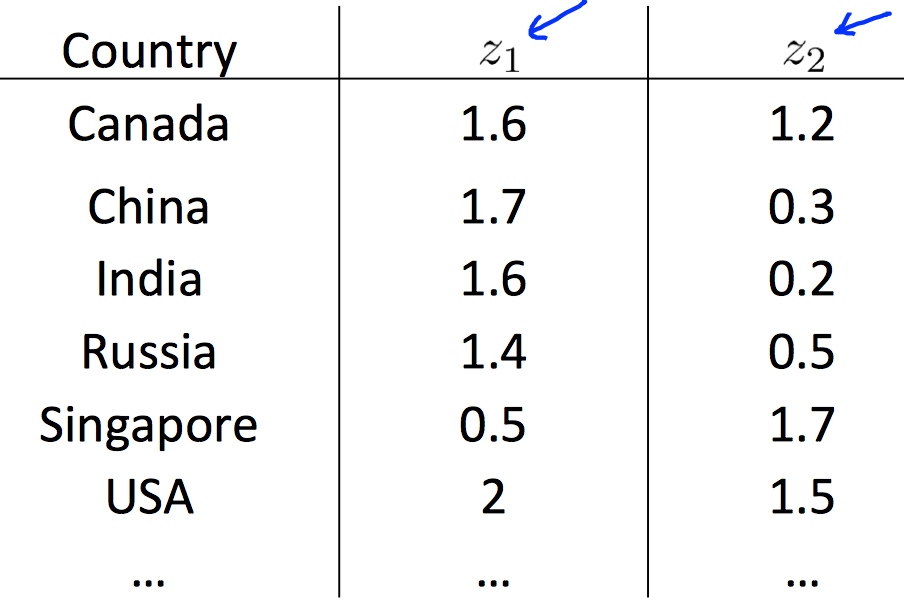 Country z₁ z₂
Canada 1.6 1.2
China 1.7 0.3
India 1.6 0.2
Russia 1.4 0.5
Singapore 0.5 1.7
USA 2 1.5
... ... ...